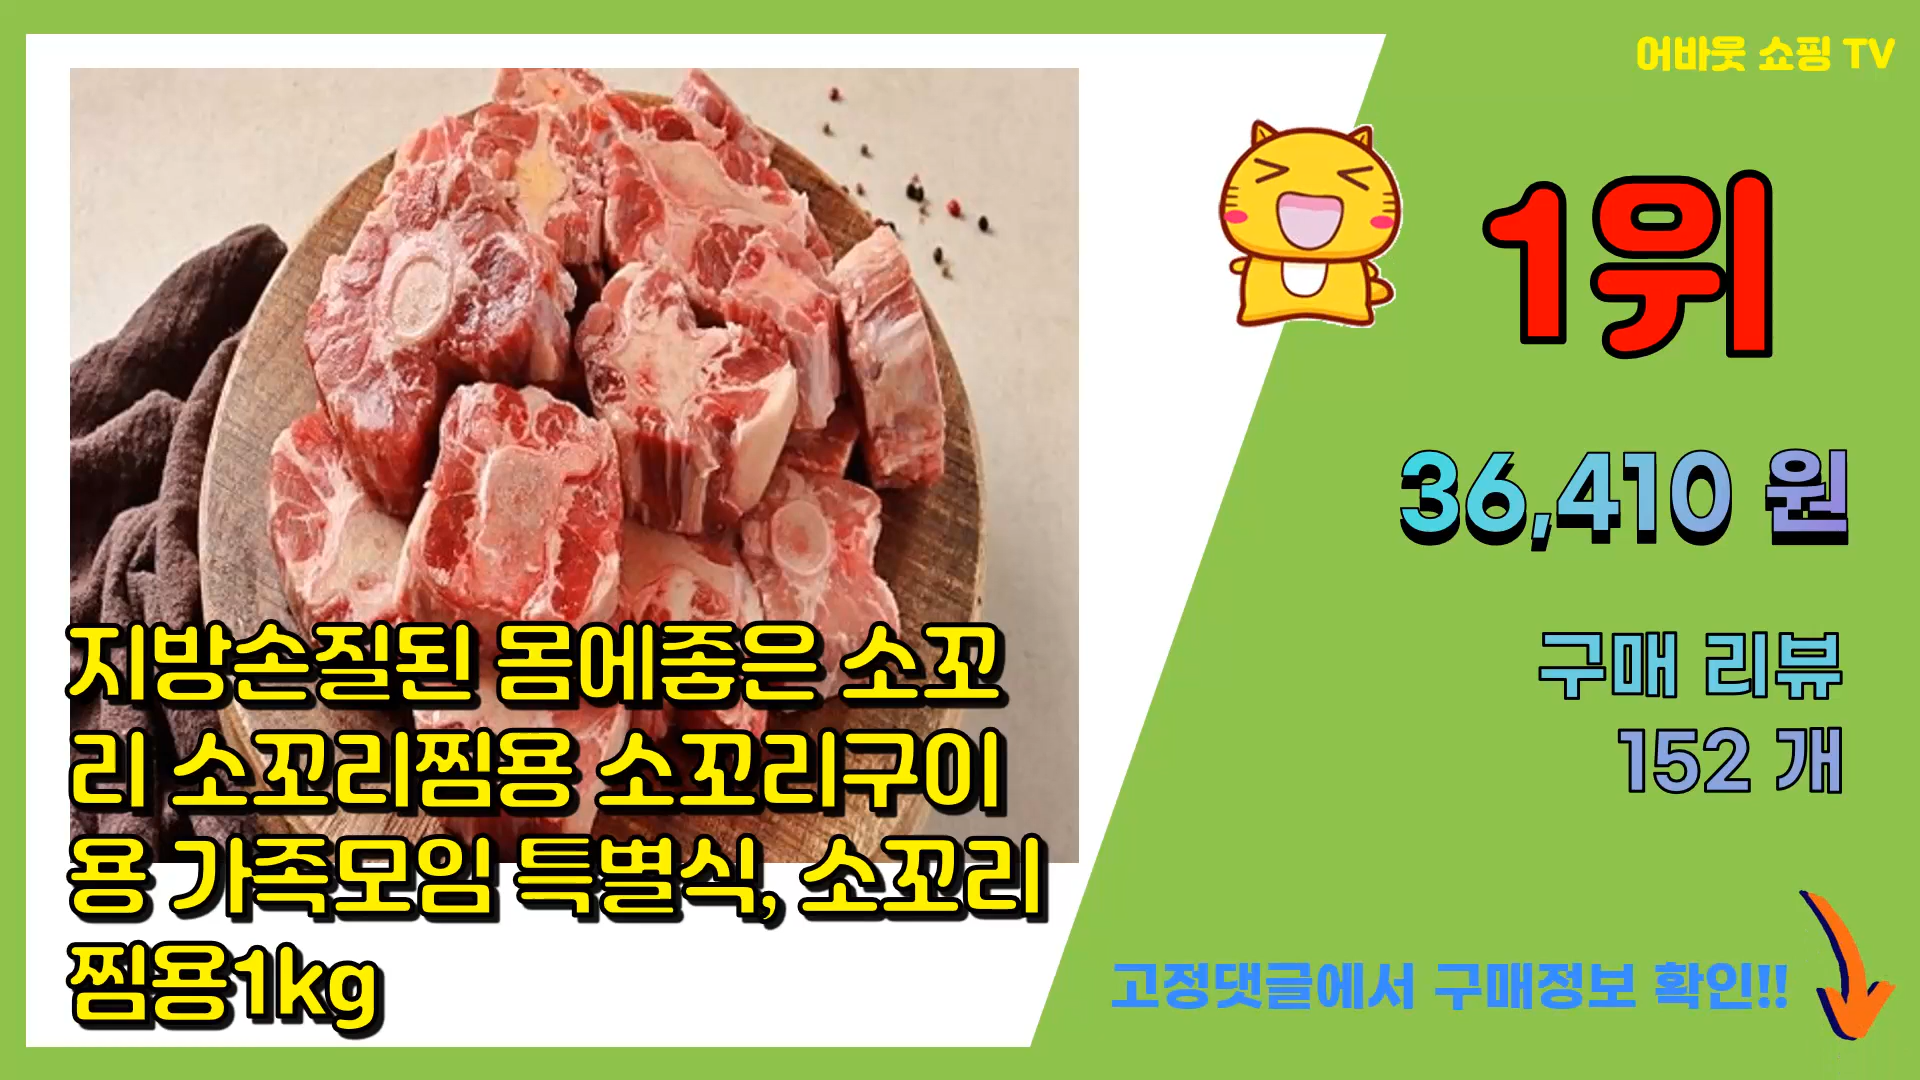 어바웃 쇼핑 TV
1위
36,410 원
구매 리뷰
152 개
지방손질된 몸에좋은 소꼬
리 소꼬리찜용 소꼬리구이
용 가족모임 특별식, 소꼬리
찜용1kg
고정댓글에서 구매정보 확인!!